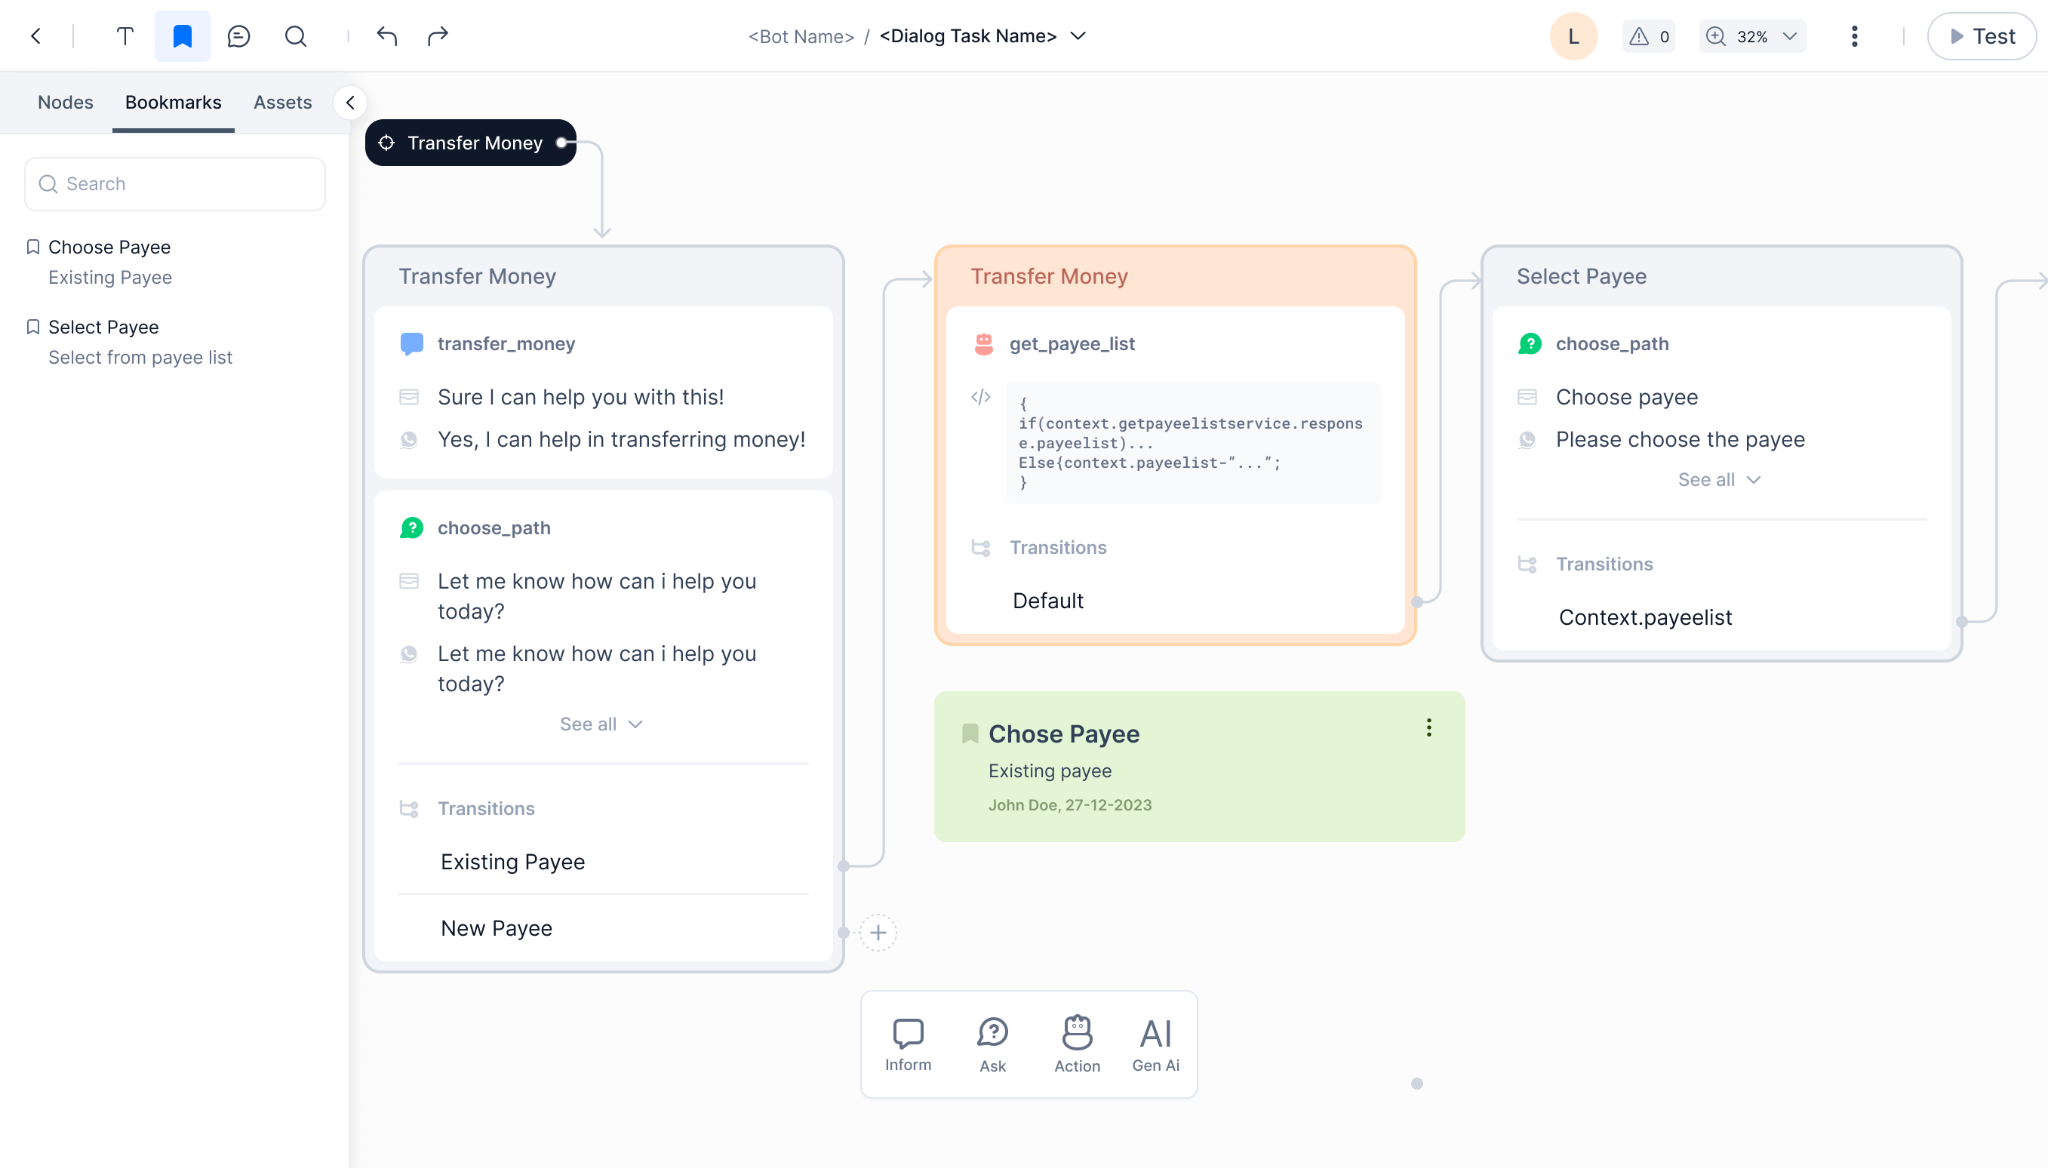 <Bot Name> / <Dialog Task Name>
L
0
32%
Test
Nodes
Bookmarks
Assets
Search
Choose Payee
Existing Payee
Select Payee
Select from payee list
Transfer Money
Transfer Money
transfer_money
Sure I can help you with this!
Yes, I can help in transferring money!
choose_path
Let me know how can i help you
today?
Let me know how can i help you
today?
See all
Transitions
Existing Payee
New Payee
Transfer Money
get_payee_list
{
if(context.getpayeelistservice.respons
e.payeelist)...
Else{context.payeelist-”...”;
}
Transitions
Default
Select Payee
choose_path
Choose payee
Please choose the payee
See all
Transitions
Context.payeelist
Chose Payee
Existing payee
John Doe, 27-12-2023
Inform
Ask
Action
AI
Gen Ai